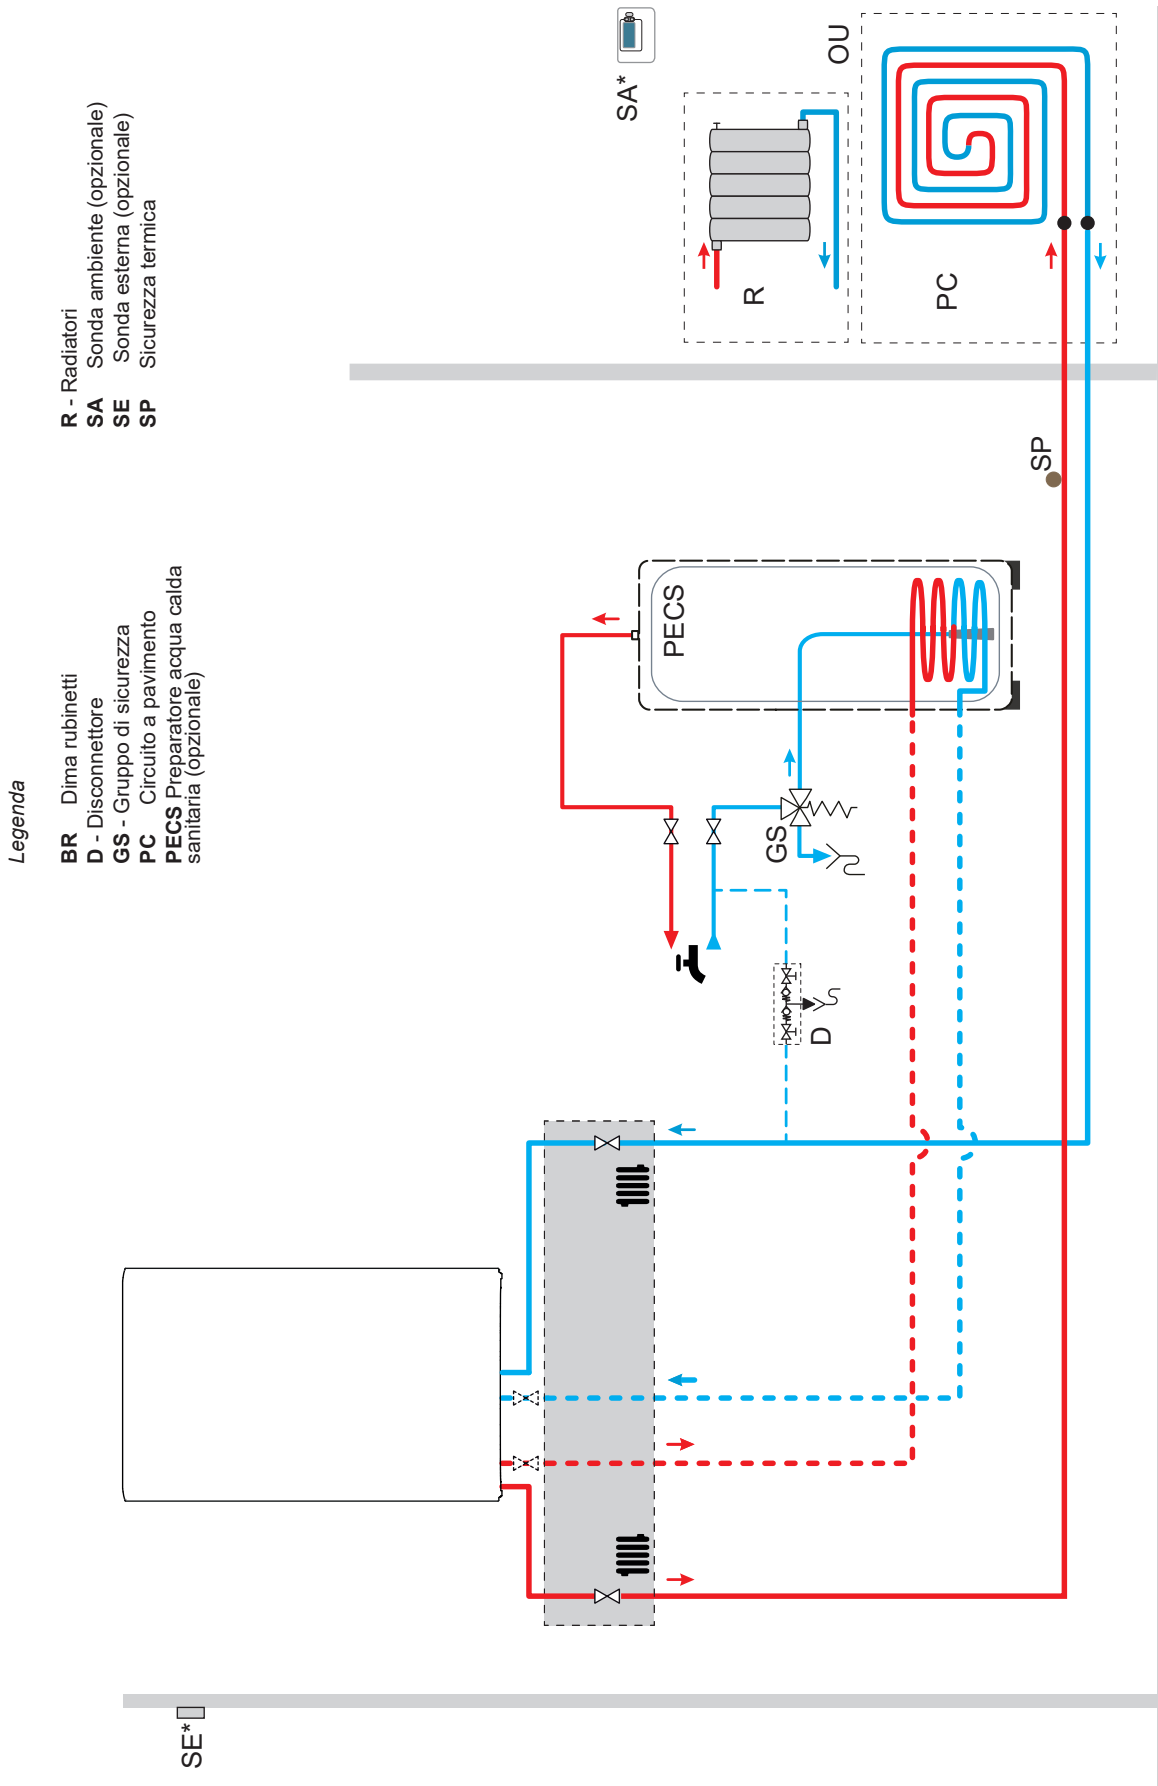 Legenda
BR Dima rubinetti
D - Disconnettore
GS - Gruppo di sicurezza
PC Circuito a pavimento
PECS Preparatore acqua calda
sanitaria (opzionale)
R - Radiatori
SA Sonda ambiente (opzionale)
SE Sonda esterna (opzionale)
SP Sicurezza termica
SE*
D
GS
PECS
SP
SA*
R
OU
PC